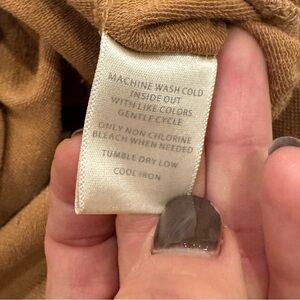 MACHINE WASH COLD
INSIDE OUT
WITH LIKE COLORS
GENTLE CYCLE
ONLY NON CHLORINE
BLEACH WHEN NEEDED
TUMBLE DRY LOW
COOL IRON